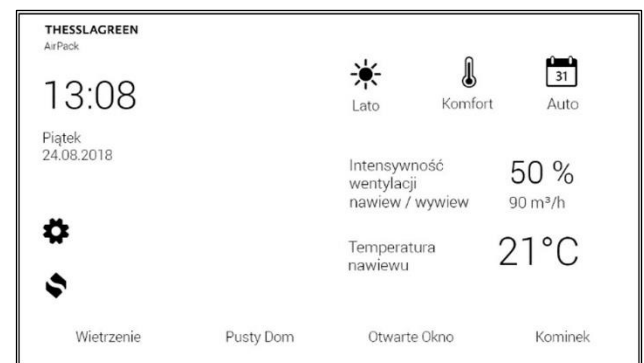 THESSLAGREEN
AirPack
13:08
Piątek
24.08.2018
31
Lato
Komfort
Auto
Intensywność
wentylacji
nawiew / wywiew
50 %
90 m³/h
Temperatura
nawiewu
21°C
Wietrzenie
Pusty Dom
Otwarte Okno
Kominek